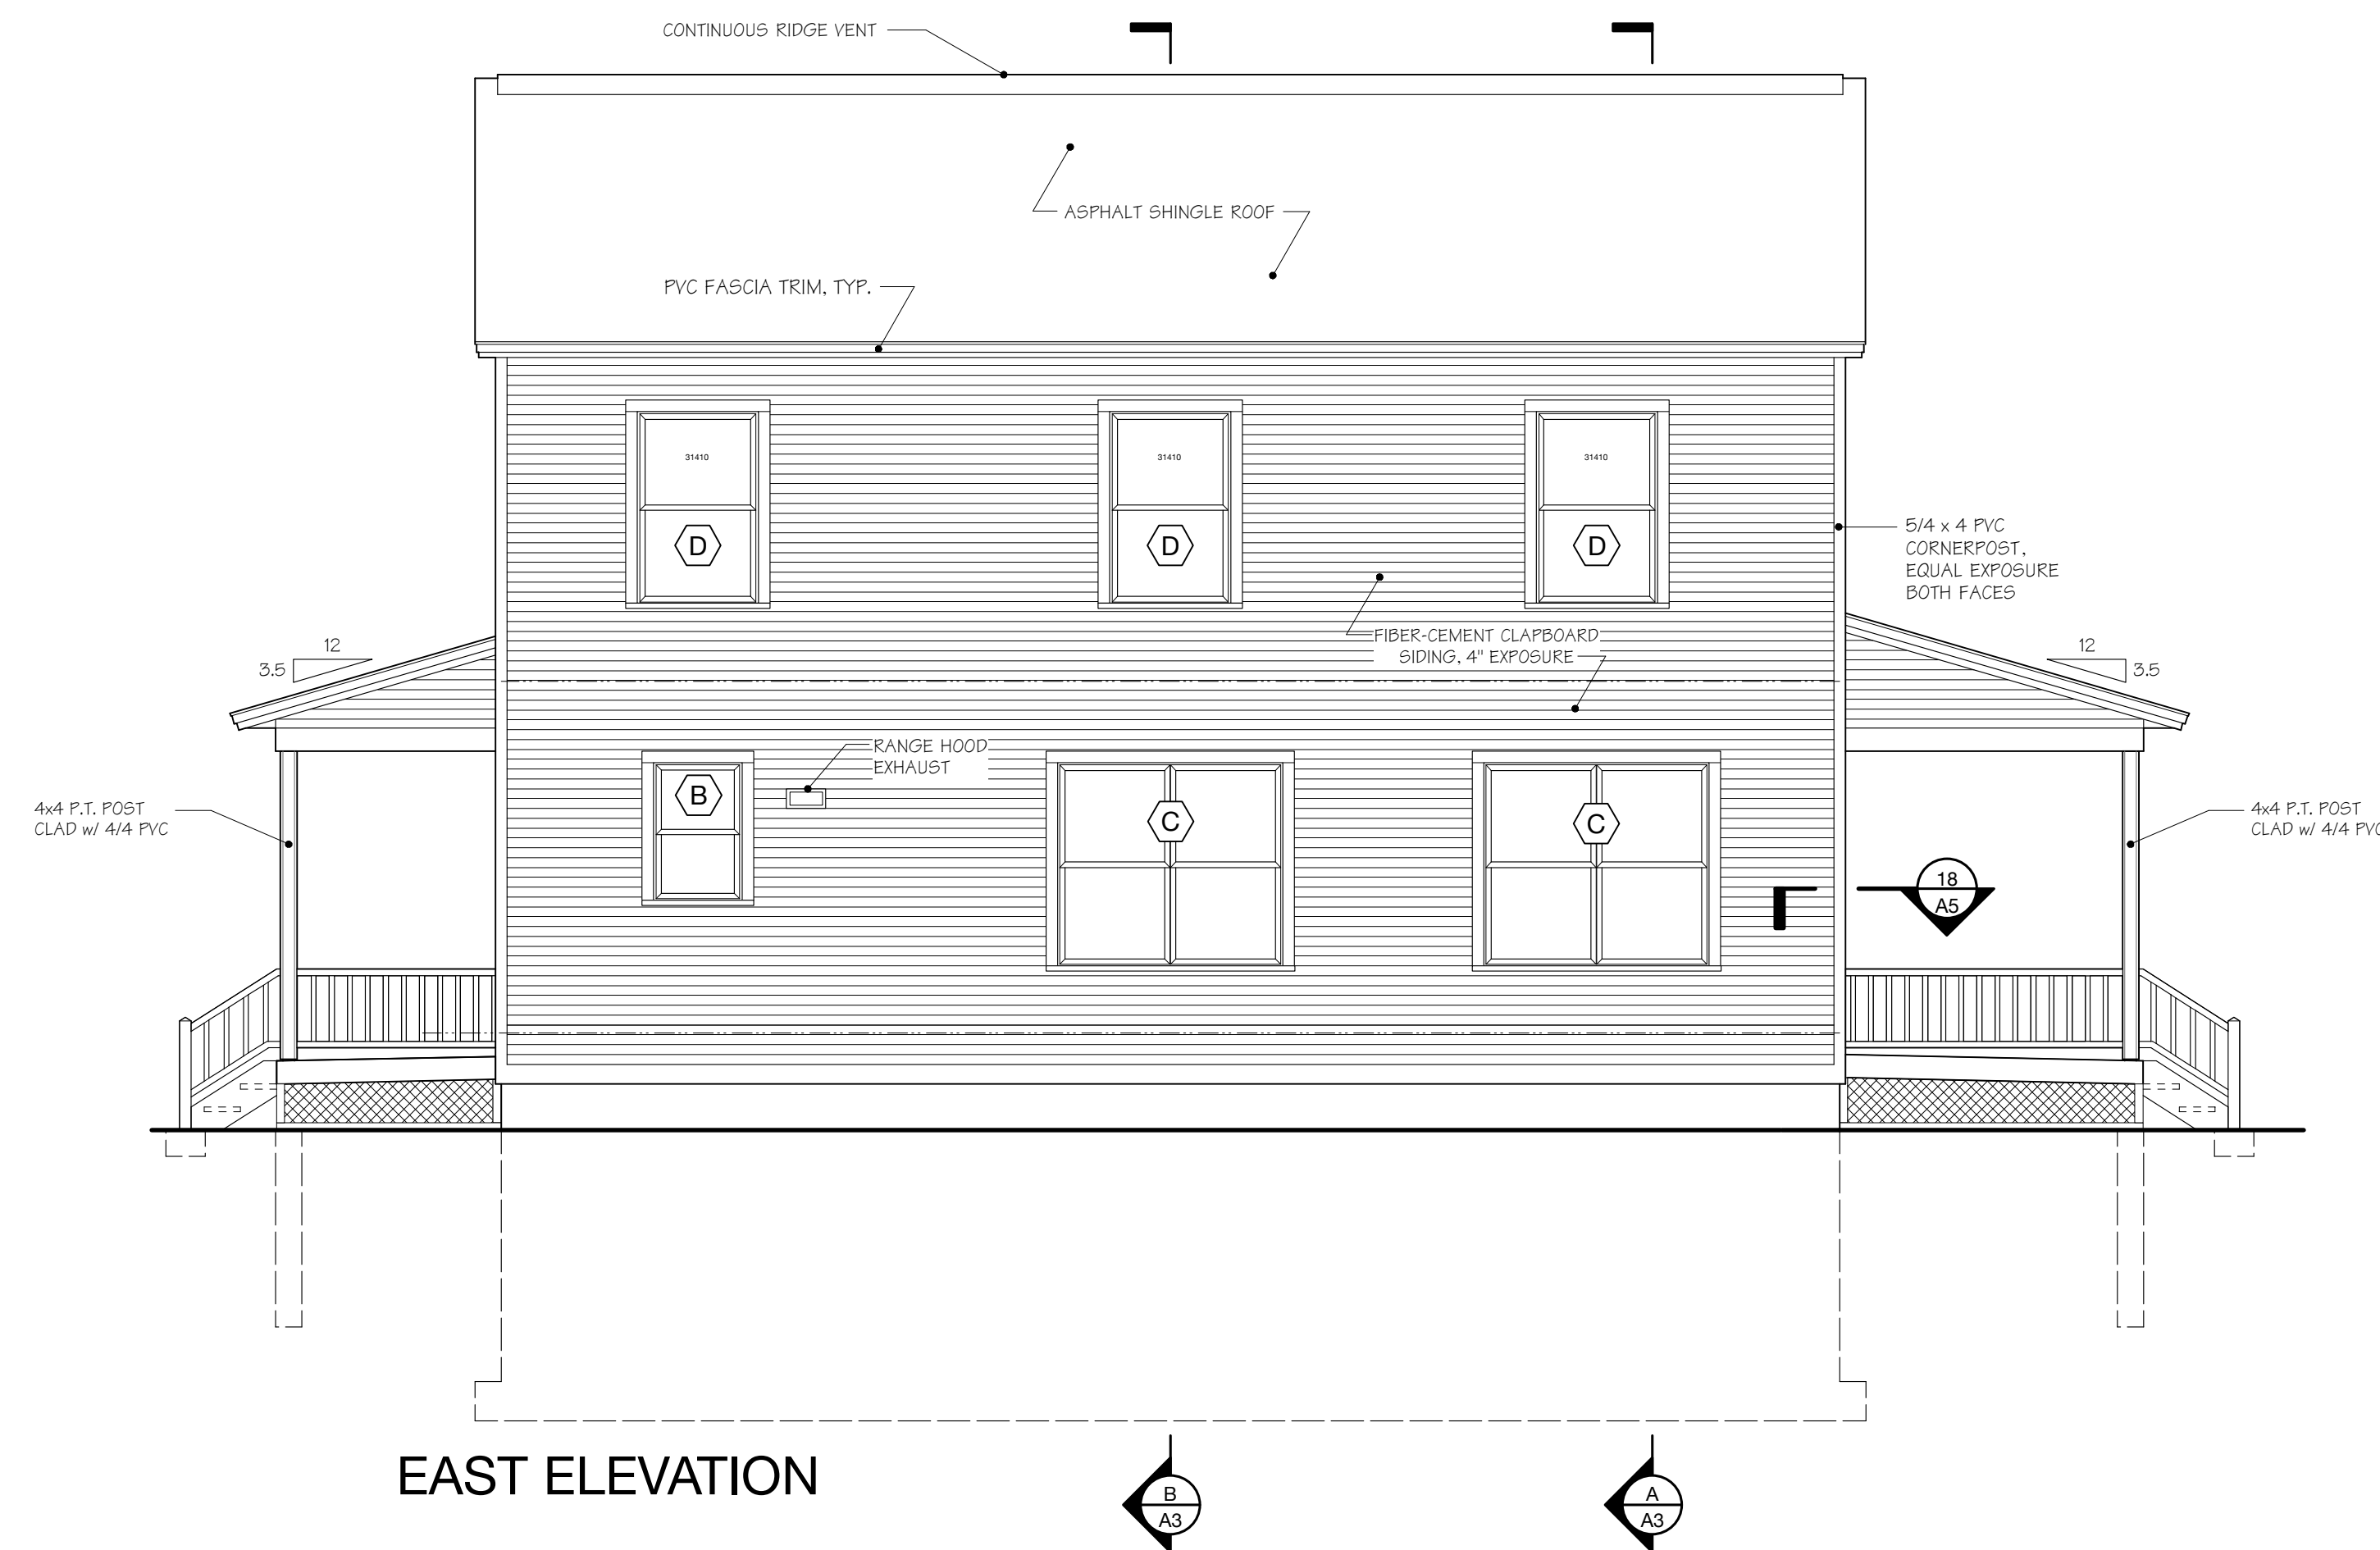 CONTINUOUS RIDGE VENT
ASPHALT SHINGLE ROOF
PVC FASCIA TRIM, TYP.
31410
31410
31410
D
D
D
5/4 x 4 PVC
CORNERPOST,
EQUAL EXPOSURE
BOTH FACES
FIBER-CEMENT CLAPBOARD
SIDING, 4" EXPOSURE
12
3.5
12
3.5
RANGE HOOD
EXHAUST
B
C
C
4x4 P.T. POST
CLAD w/ 4/4 PVC
4x4 P.T. POST
CLAD w/ 4/4 PVC
18
A5
EAST ELEVATION
B
A3
A
A3